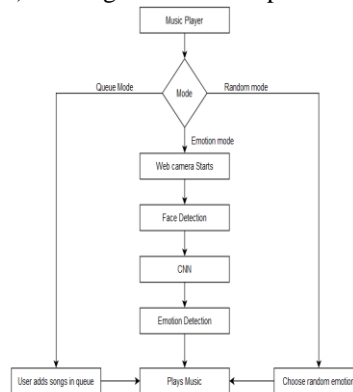 Music Player
Queue Mode
Mode
Random mode
Emotion mode
Web camera Starts
Face Detection
CNN
Emotion Detection
User adds songs in queue
Plays Music
Choose random emotion